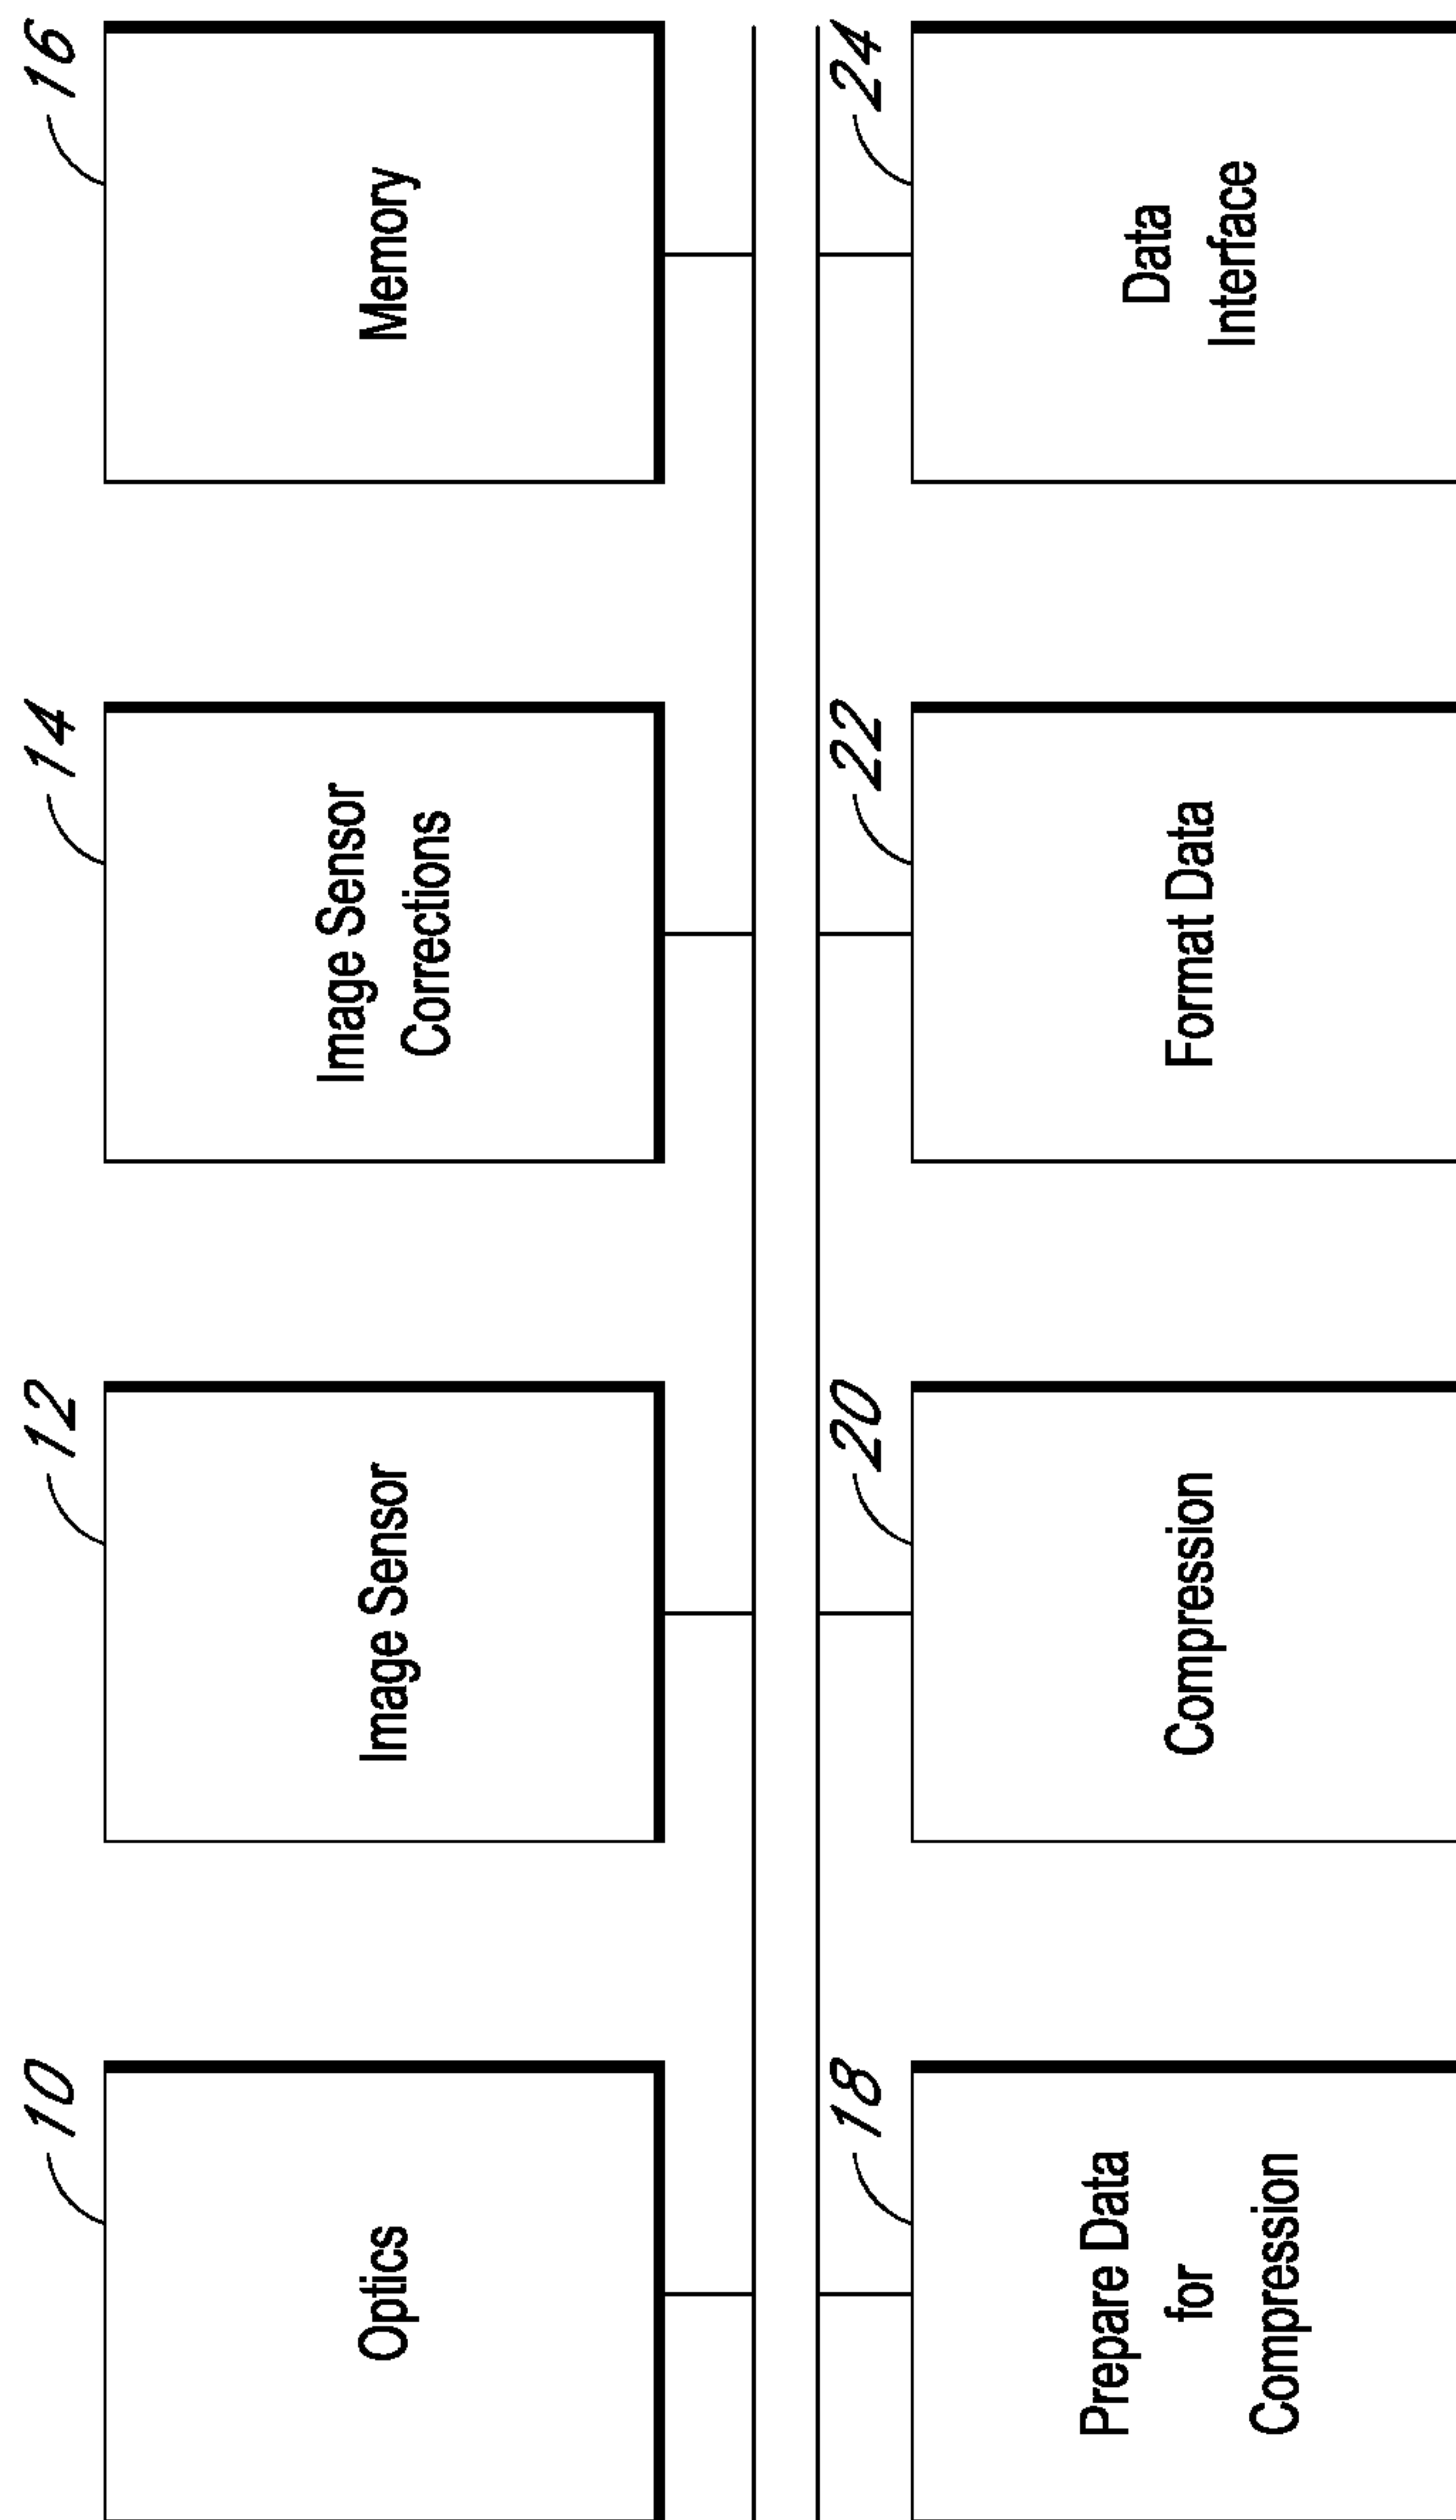 10
Optics
12
Image Sensor
14
Image Sensor
Corrections
16
Memory
18
Prepare Data
for
Compression
20
Compression
22
Format Data
24
Data
Interface